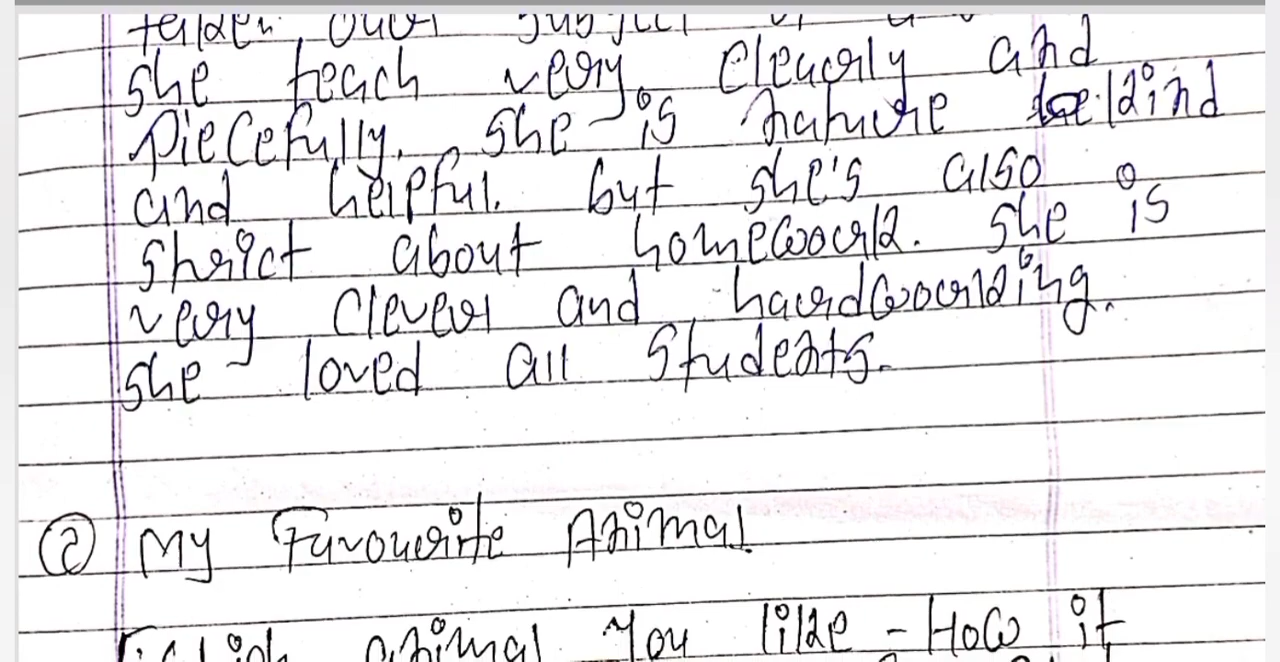 she teach very clearly and
piecefully. she is nature kind
and helpful. but she's also
shrict about homework. she is
very clever and hardworking.
she loved all students.
② My Favourite Animal
animal you like - How it